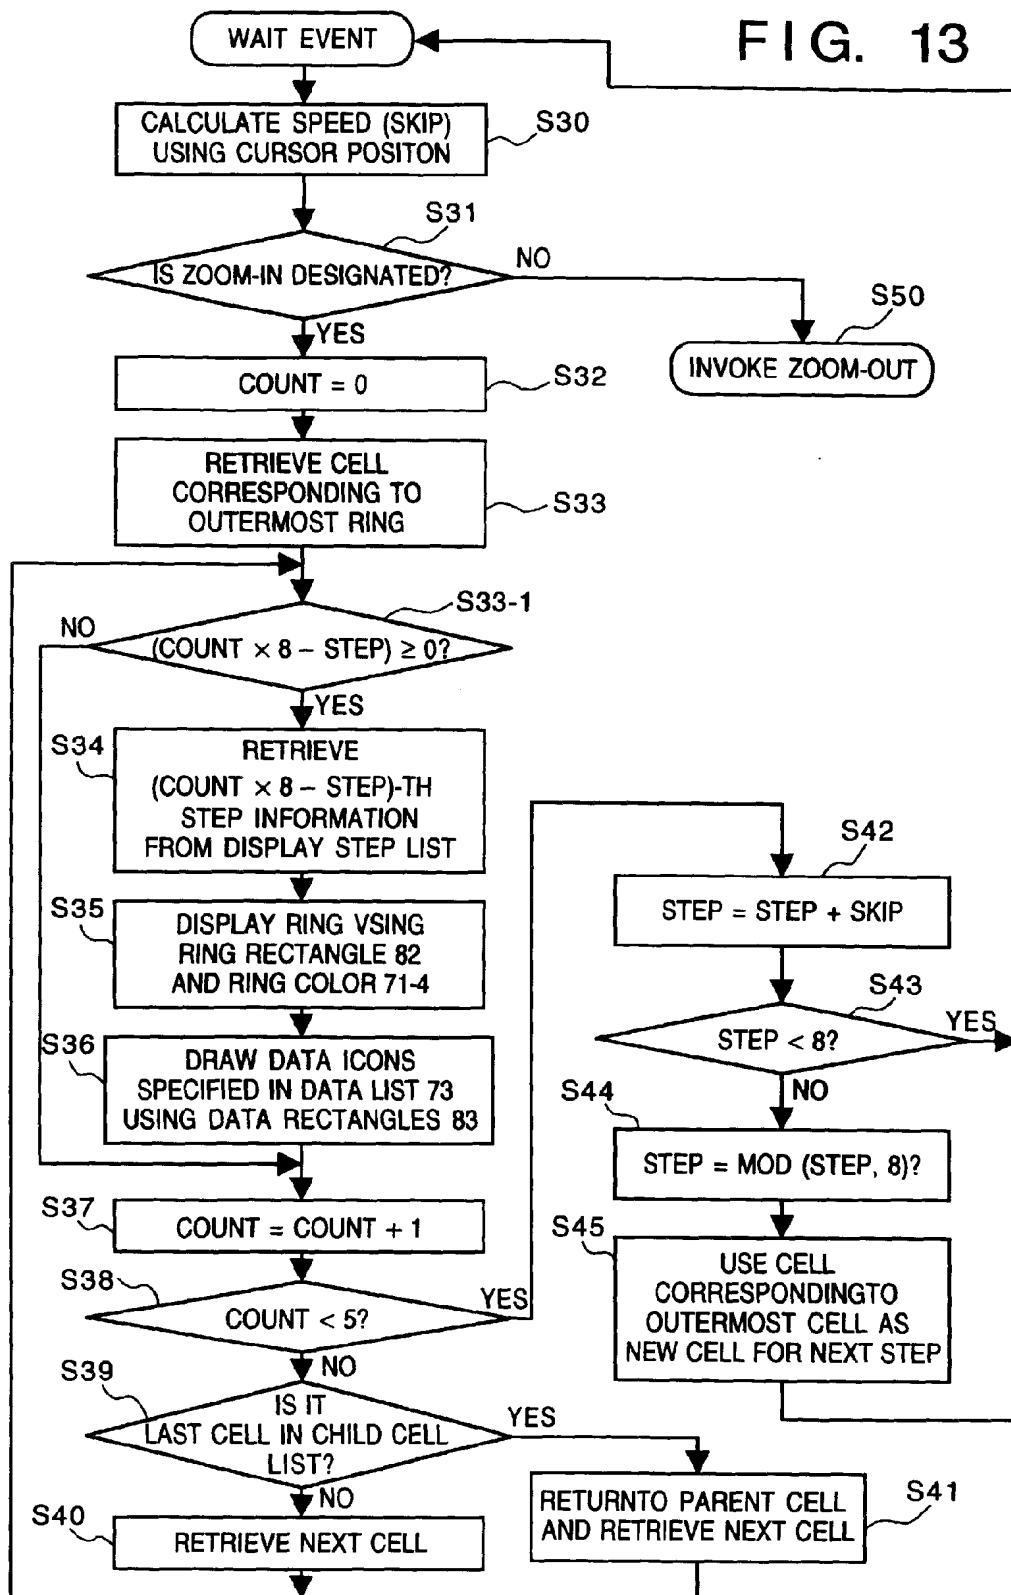 FIG. 13
WAIT EVENT
CALCULATE SPEED (SKIP)
USING CURSOR POSITON
S30
S31
IS ZOOM-IN DESIGNATED?
NO
YES
S50
INVOKE ZOOM-OUT
COUNT = 0
S32
RETRIEVE CELL
CORRESPONDING TO
OUTERMOST RING
S33
S33-1
NO
(COUNT × 8 – STEP) ≥ 0?
YES
S34
RETRIEVE
(COUNT × 8 – STEP)-TH
STEP INFORMATION
FROM DISPLAY STEP LIST
S35
DISPLAY RING VSING
RING RECTANGLE 82
AND RING COLOR 71-4
S36
DRAW DATA ICONS
SPECIFIED IN DATA LIST 73
USING DATA RECTANGLES 83
S37
COUNT = COUNT + 1
S38
COUNT < 5?
YES
NO
S39
IS IT
LAST CELL IN CHILD CELL
LIST?
YES
NO
S40
RETRIEVE NEXT CELL
RETURNTO PARENT CELL
AND RETRIEVE NEXT CELL
S41
S42
STEP = STEP + SKIP
S43
STEP < 8?
YES
NO
S44
STEP = MOD (STEP, 8)?
S45
USE CELL
CORRESPONDINGTO
OUTERMOST CELL AS
NEW CELL FOR NEXT STEP